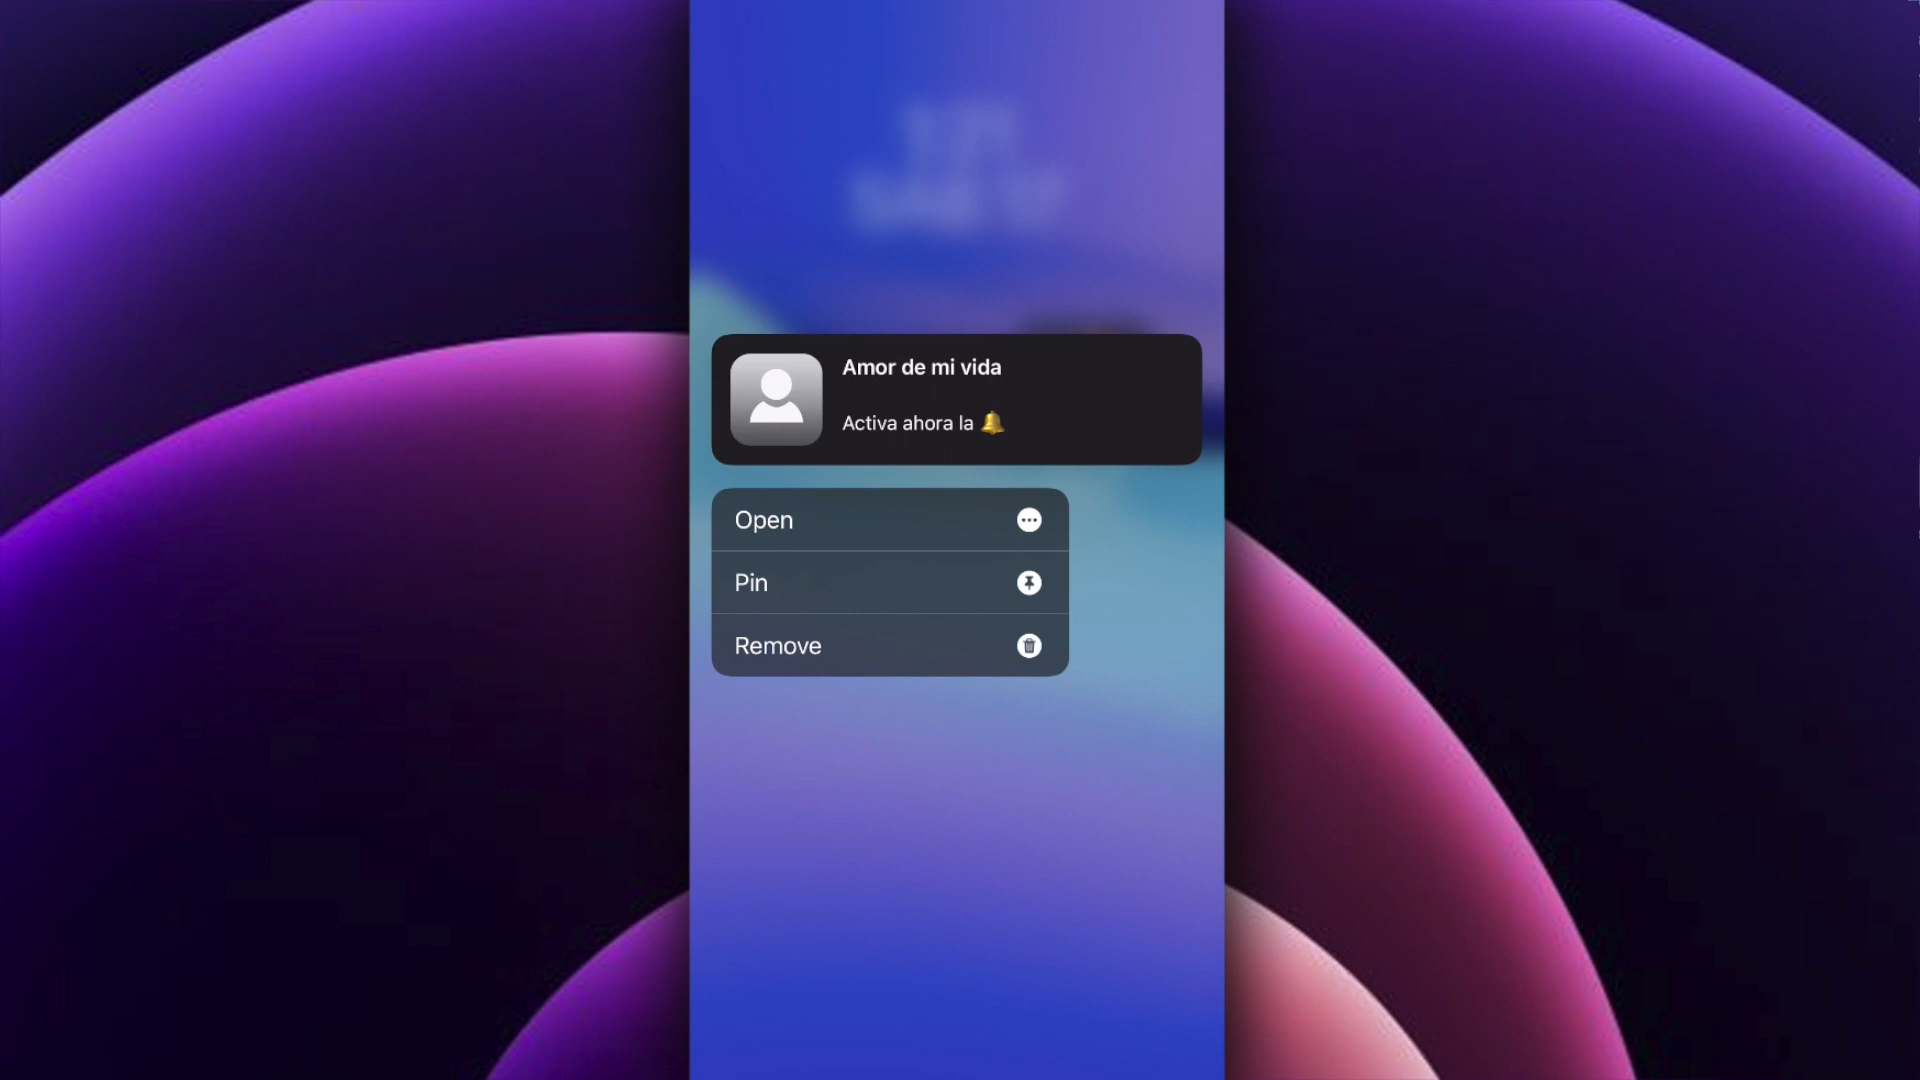 Amor de mi vida
Activa ahora la 🔔
Open
Pin
Remove